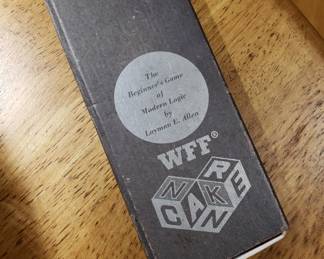 The
Beginner's Game
of
Modern Logic
by
Layman E. Allen
WFF®
N R
A K E
C A N